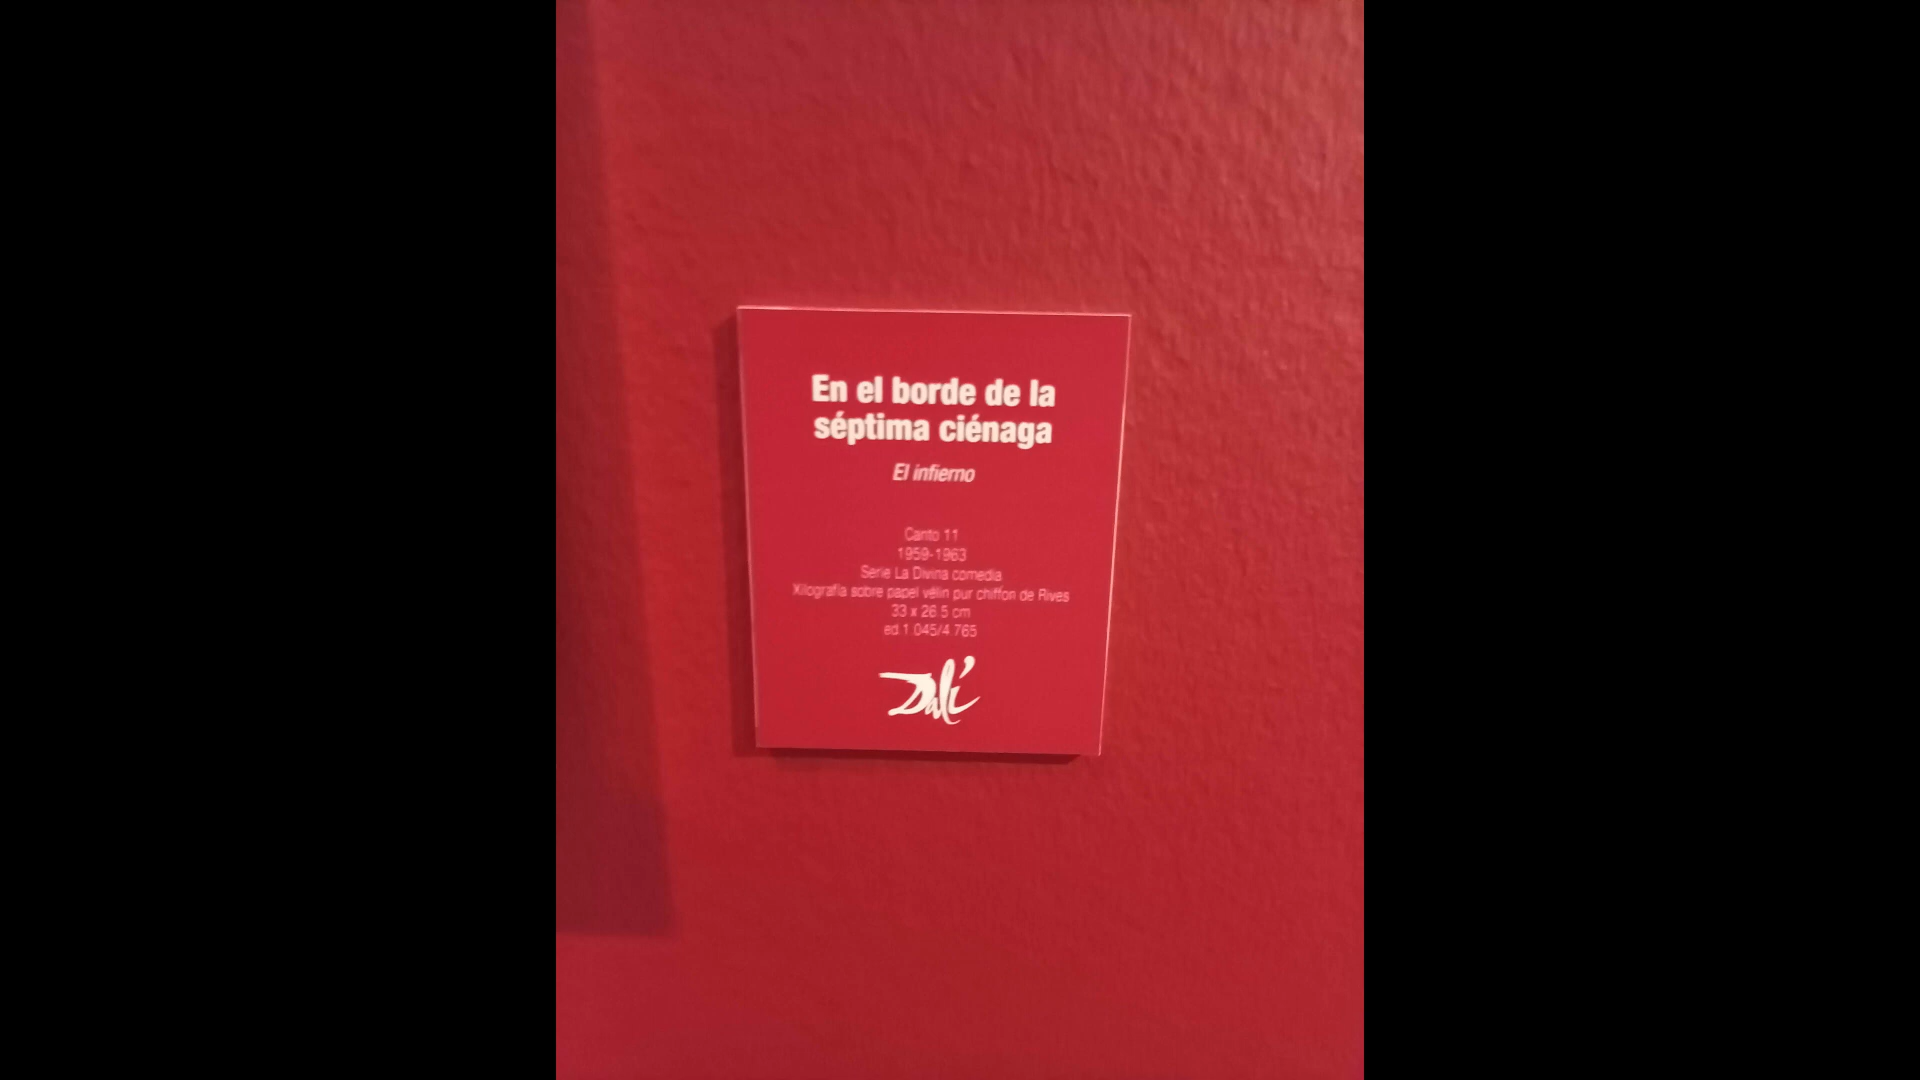 En el borde de la
séptima ciénaga
El infierno
Canto 11
1959-1963
Serie La Divina comedia
Xilografía sobre papel vélin pur chiffon de Rives
33 x 26.5 cm
ed 1 045/4 765
Dalí